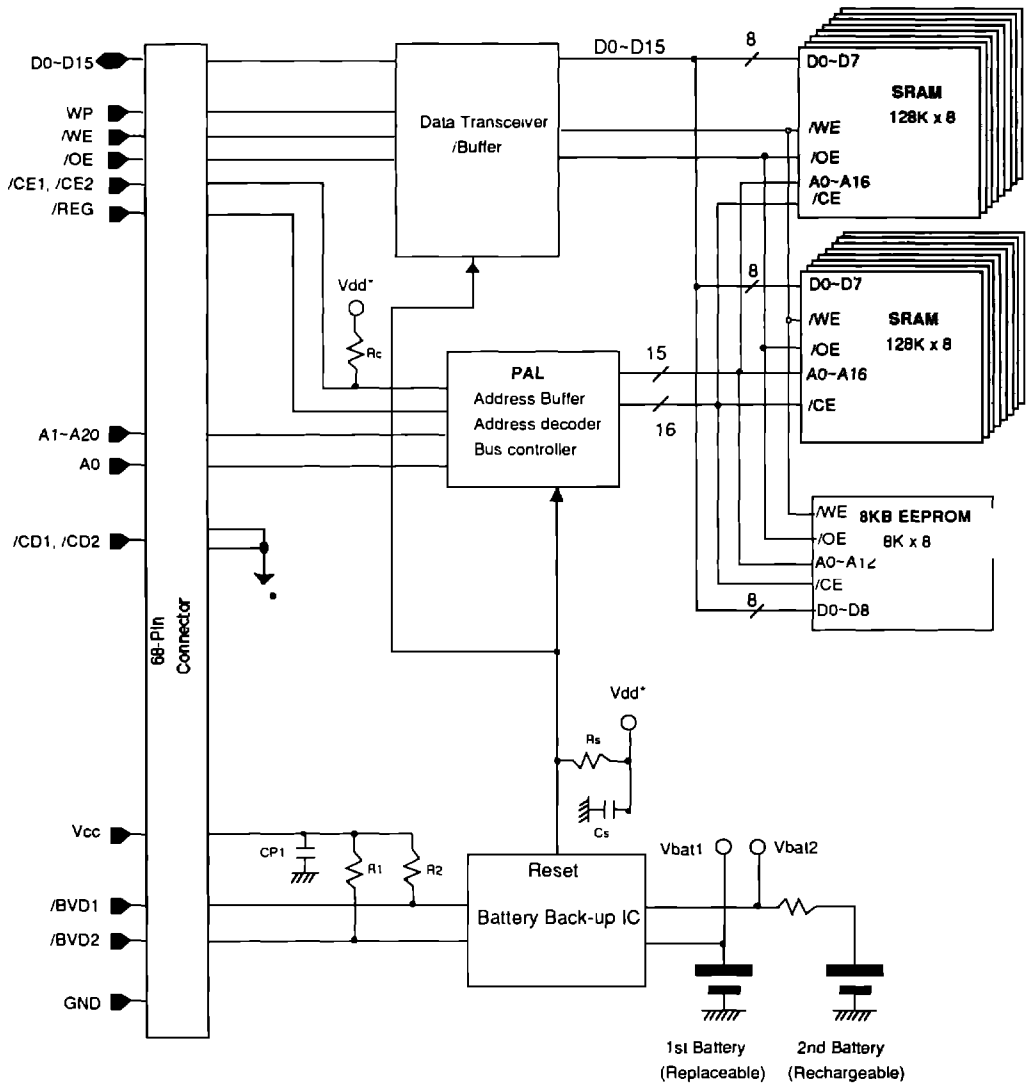 D0~D15
WP
/WE
/OE
/CE1, /CE2
/REG
A1~A20
A0
/CD1, /CD2
Vcc
/BVD1
/BVD2
GND
68-Pin
Connector
Data Transceiver
/Buffer
D0~D15
8
D0~D7
SRAM
128K x 8
/WE
/OE
A0~A16
/CE
8
D0~D7
SRAM
128K x 8
/WE
/OE
A0~A16
/CE
Vdd*
Rc
PAL
Address Buffer
Address decoder
Bus controller
15
16
/WE
8KB EEPROM
8K x 8
/OE
A0~A12
/CE
8
D0~D8
Vdd*
Rs
Cs
CP1
R1
R2
Reset
Battery Back-up IC
Vbat1
Vbat2
1st Battery
(Replaceable)
2nd Battery
(Rechargeable)